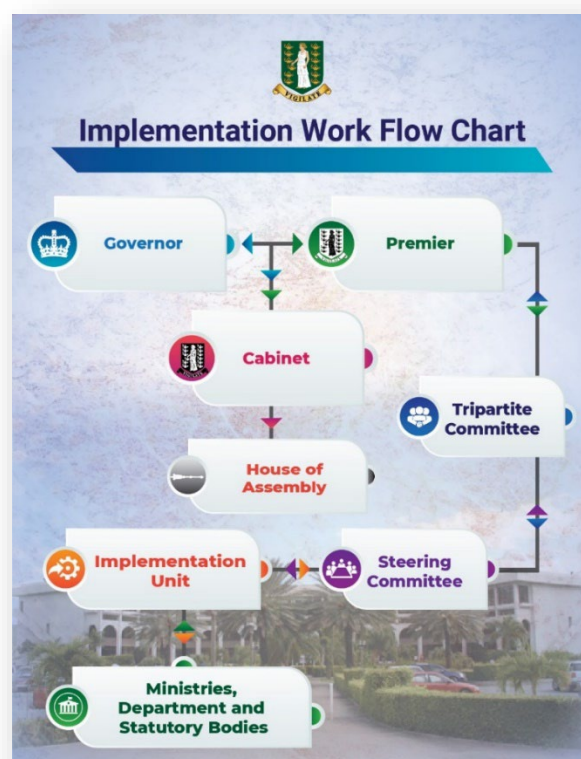 VIGILATE
Implementation Work Flow Chart
Governor
Premier
Cabinet
Tripartite
Committee
House of
Assembly
Implementation
Unit
Steering
Committee
Ministries,
Department and
Statutory Bodies